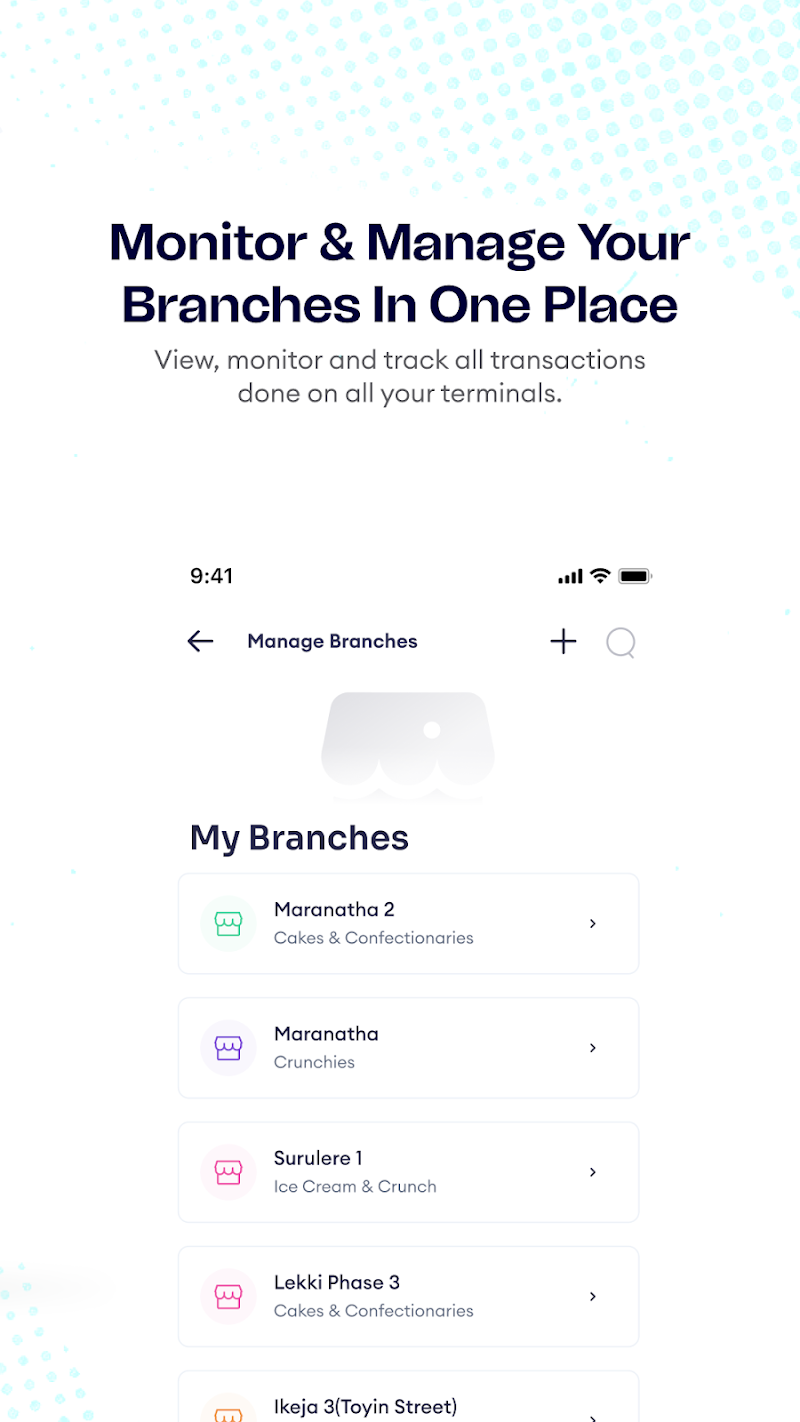 Monitor & Manage Your
Branches In One Place
View, monitor and track all transactions
done on all your terminals.
9:41
Manage Branches
My Branches
Maranatha 2
Cakes & Confectionaries
Maranatha
Crunchies
Surulere 1
Ice Cream & Crunch
Lekki Phase 3
Cakes & Confectionaries
Ikeja 3(Toyin Street)